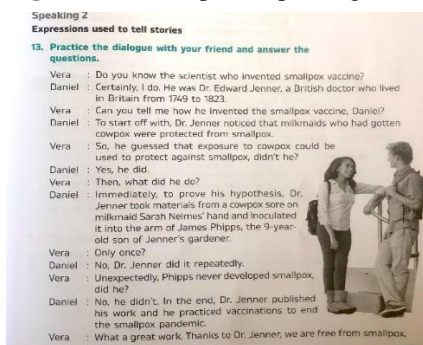 Speaking 2
Expressions used to tell stories
13. Practice the dialogue with your friend and answer the
questions.
Vera : Do you know the scientist who invented smallpox vaccine?
Daniel : Certainly, I do. He was Dr. Edward Jenner, a British doctor who lived
in Britain from 1749 to 1823.
Vera : Can you tell me how he invented the smallpox vaccine, Daniel?
Daniel : To start off with, Dr. Jenner noticed that milkmaids who had gotten
cowpox were protected from smallpox.
Vera : So, he guessed that exposure to cowpox could be
used to protect against smallpox, didn't he?
Daniel : Yes, he did.
Vera : Then, what did he do?
Daniel : Immediately, to prove his hypothesis, Dr.
Jenner took materials from a cowpox sore on
milkmaid Sarah Nelmes' hand and inoculated
it into the arm of James Phipps, the 9-year-
old son of Jenner's gardener.
Vera : Only once?
Daniel : No, Dr. Jenner did it repeatedly.
Vera : Unexpectedly, Phipps never developed smallpox,
did he?
Daniel : No, he didn't. In the end, Dr. Jenner published
his work and he practiced vaccinations to end
the smallpox pandemic.
Vera : What a great work. Thanks to Dr. Jenner, we are free from smallpox.